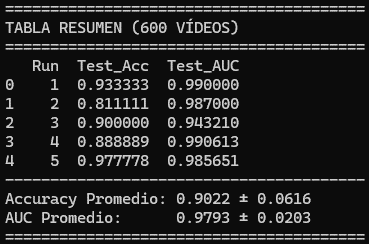 ========================================
TABLA RESUMEN (600 VÍDEOS)
========================================
   Run  Test_Acc  Test_AUC
0    1  0.933333  0.990000
1    2  0.811111  0.987000
2    3  0.900000  0.943210
3    4  0.888889  0.990613
4    5  0.977778  0.985651
----------------------------------------
Accuracy Promedio: 0.9022 ± 0.0616
AUC Promedio:      0.9793 ± 0.0203
========================================